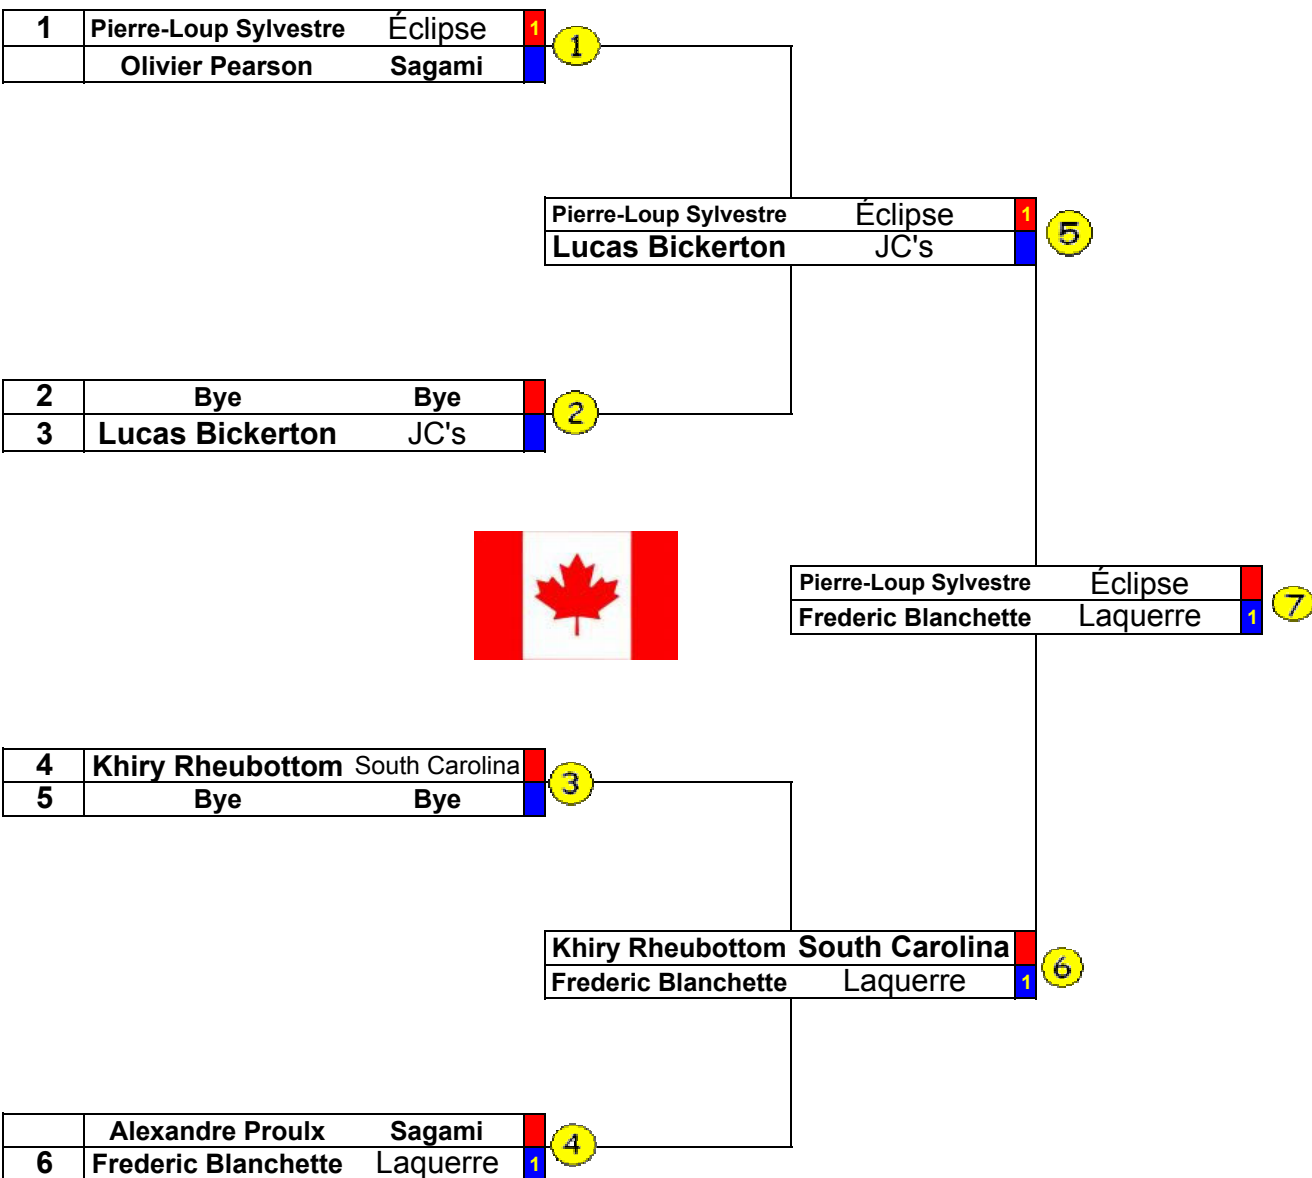 1 Pierre-Loup Sylvestre Éclipse 1
1
Olivier Pearson Sagami
Pierre-Loup Sylvestre Éclipse 1
5
Lucas Bickerton JC's
2 Bye Bye
2
3 Lucas Bickerton JC's
Pierre-Loup Sylvestre Éclipse
7
Frederic Blanchette Laquerre 1
4 Khiry Rheubottom South Carolina
3
5 Bye Bye
Khiry Rheubottom South Carolina
6
Frederic Blanchette Laquerre 1
Alexandre Proulx Sagami
4
6 Frederic Blanchette Laquerre 1